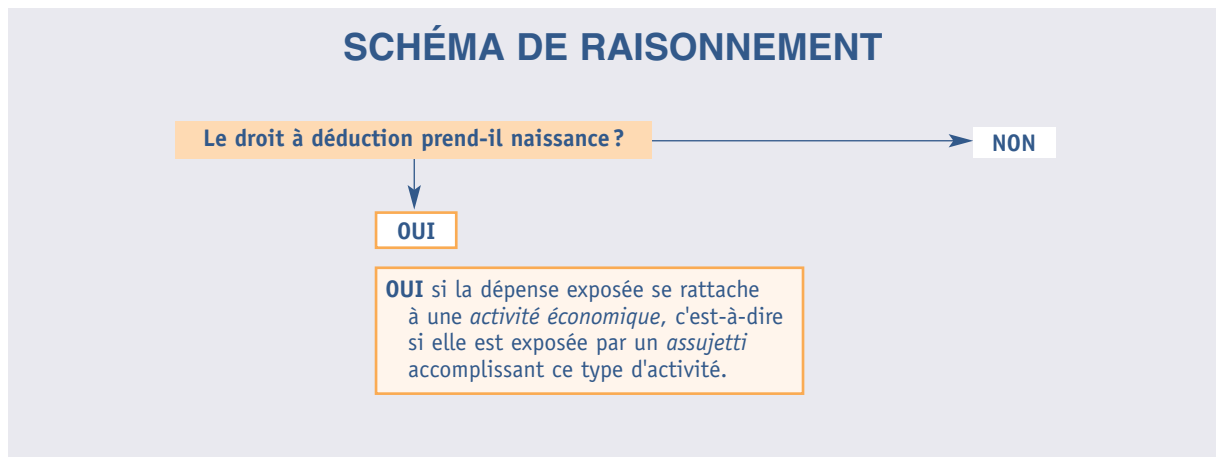 SCHÉMA DE RAISONNEMENT
Le droit à déduction prend-il naissance ?
NON
OUI
OUI si la dépense exposée se rattache
à une activité économique, c'est-à-dire
si elle est exposée par un assujetti
accomplissant ce type d'activité.